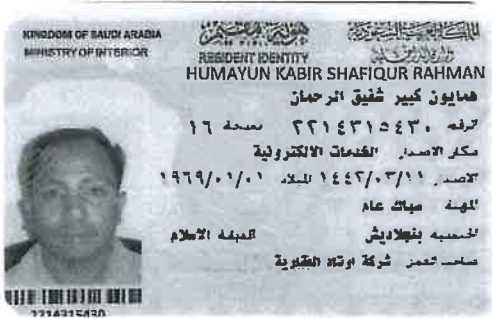 KINGDOM OF SAUDI ARABIA
MINISTRY OF INTERIOR
هوية مقيم
RESIDENT IDENTITY
المملكة العربية السعودية
وزارة الداخلية
HUMAYUN KABIR SHAFIQUR RAHMAN
همايون كبير شفيق الرحمان
الرقم ٢٢١٤٣١٥٤٣٠ نسخة ١٦
مكان الاصدار الخدمات الالكترونية
الاصدار ١٤٤٢/٠٣/١١ الميلاد ١٩٦٩/٠١/٠١
المهنة سباك عام
الجنسية بنجلاديش الديانة الاسلام
صاحب العمل شركة اوتاد العقارية
2214315430